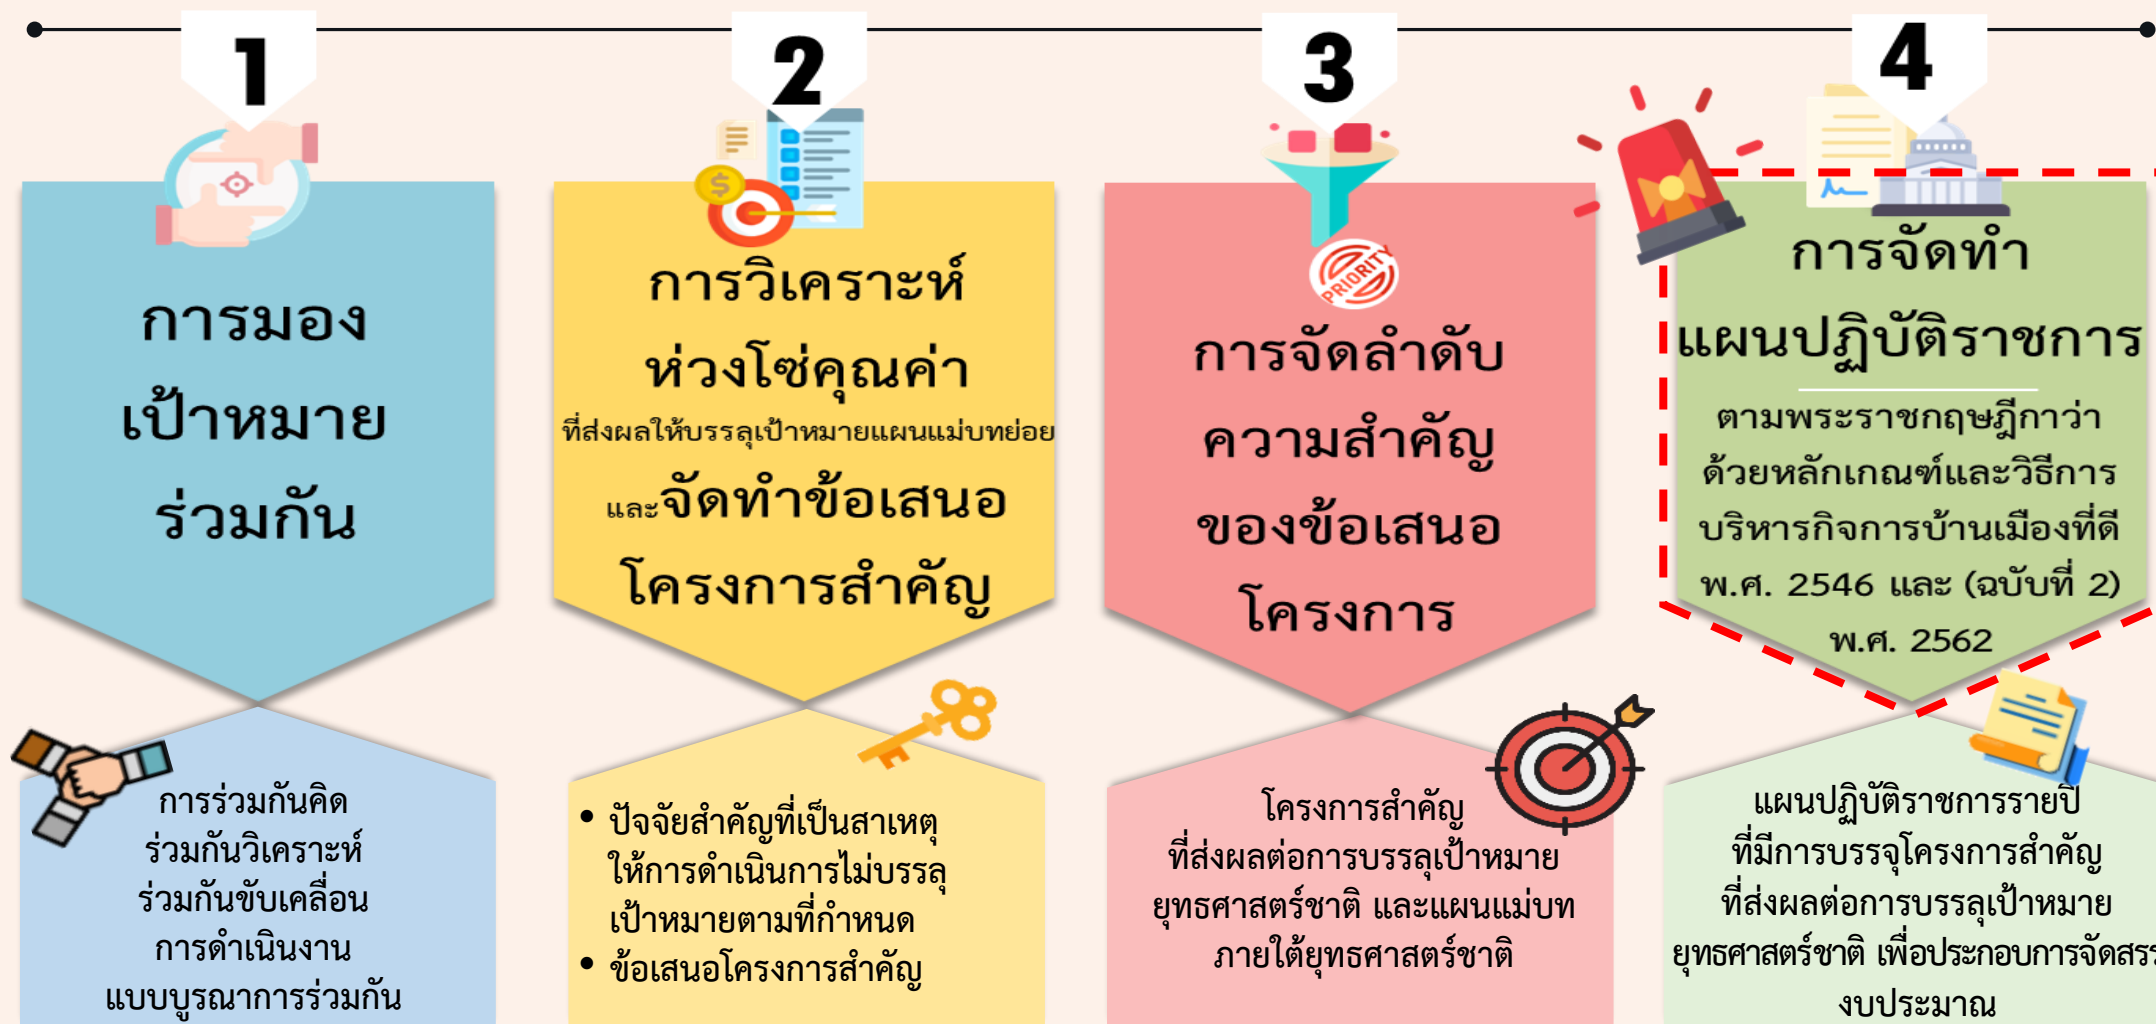 1
การมอง
เป้าหมาย
ร่วมกัน
การร่วมกันคิด
ร่วมกันวิเคราะห์
ร่วมกันขับเคลื่อน
การดำเนินงาน
แบบบูรณาการร่วมกัน
2
การวิเคราะห์
ห่วงโซ่คุณค่า
ที่ส่งผลให้บรรลุเป้าหมายแผนแม่บทย่อย
และจัดทำข้อเสนอ
โครงการสำคัญ
• ปัจจัยสำคัญที่เป็นสาเหตุ
ให้การดำเนินการไม่บรรลุ
เป้าหมายตามที่กำหนด
• ข้อเสนอโครงการสำคัญ
3
PRIORITY
การจัดลำดับ
ความสำคัญ
ของข้อเสนอ
โครงการ
โครงการสำคัญ
ที่ส่งผลต่อการบรรลุเป้าหมาย
ยุทธศาสตร์ชาติ และแผนแม่บท
ภายใต้ยุทธศาสตร์ชาติ
4
การจัดทำ
แผนปฏิบัติราชการ
ตามพระราชกฤษฎีกาว่า
ด้วยหลักเกณฑ์และวิธีการ
บริหารกิจการบ้านเมืองที่ดี
พ.ศ. 2546 และ (ฉบับที่ 2)
พ.ศ. 2562
แผนปฏิบัติราชการรายปี
ที่มีการบรรจุโครงการสำคัญ
ที่ส่งผลต่อการบรรลุเป้าหมาย
ยุทธศาสตร์ชาติ เพื่อประกอบการจัดสรร
งบประมาณ